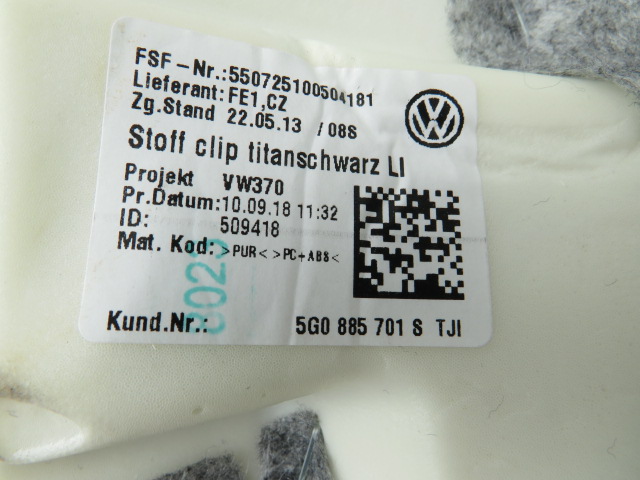 FSF-Nr.:550725100504181
Lieferant:FE1,CZ
Zg.Stand 22.05.13 /08S
Stoff clip titanschwarz LI
Projekt VW370
Pr.Datum:10.09.18 11:32
ID: 509418
Mat. Kod: >PUR< >PC+ABS<
8023
Kund.Nr.: 5G0 885 701 S TJI